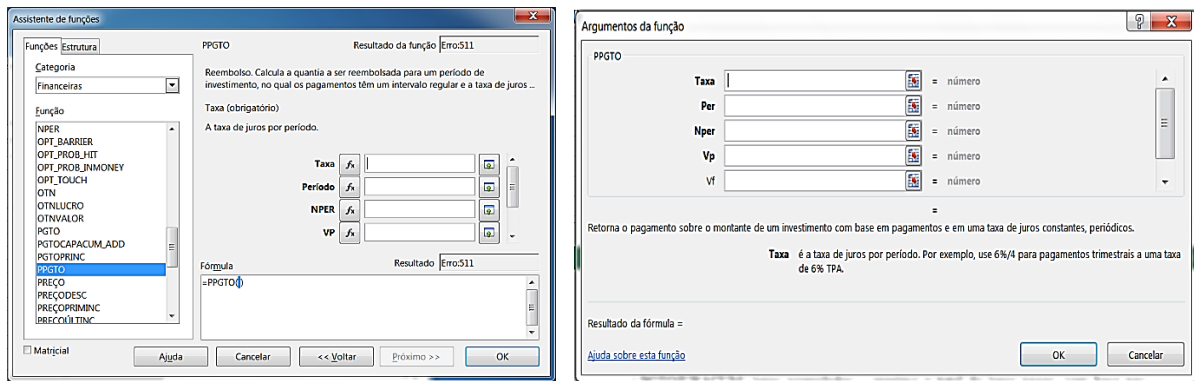 Assistente de funções
Funções Estrutura
Categoria
Financeiras
Função
NPER
OPT_BARRIER
OPT_PROB_HIT
OPT_PROB_INMONEY
OPT_TOUCH
OTN
OTNLUCRO
OTNVALOR
PGTO
PGTOCAPACUM_ADD
PGTOPRINC
PPGTO
PREÇO
PREÇODESC
PREÇOPRIMINC
PREÇOÚLTINC
Matricial
PPGTO Resultado da função Erro:511
Reembolso. Calcula a quantia a ser reembolsada para um período de
investimento, no qual os pagamentos têm um intervalo regular e a taxa de juros ...
Taxa (obrigatório)
A taxa de juros por período.
Taxa fx
Período fx
NPER fx
VP fx
Fórmula Resultado Erro:511
=PPGTO()
Ajuda Cancelar << Voltar Próximo >> OK
Argumentos da função
PPGTO
Taxa = número
Per = número
Nper = número
Vp = número
Vf = número
=
Retorna o pagamento sobre o montante de um investimento com base em pagamentos e em uma taxa de juros constantes, periódicos.
Taxa é a taxa de juros por período. Por exemplo, use 6%/4 para pagamentos trimestrais a uma taxa
de 6% TPA.
Resultado da fórmula =
Ajuda sobre esta função OK Cancelar